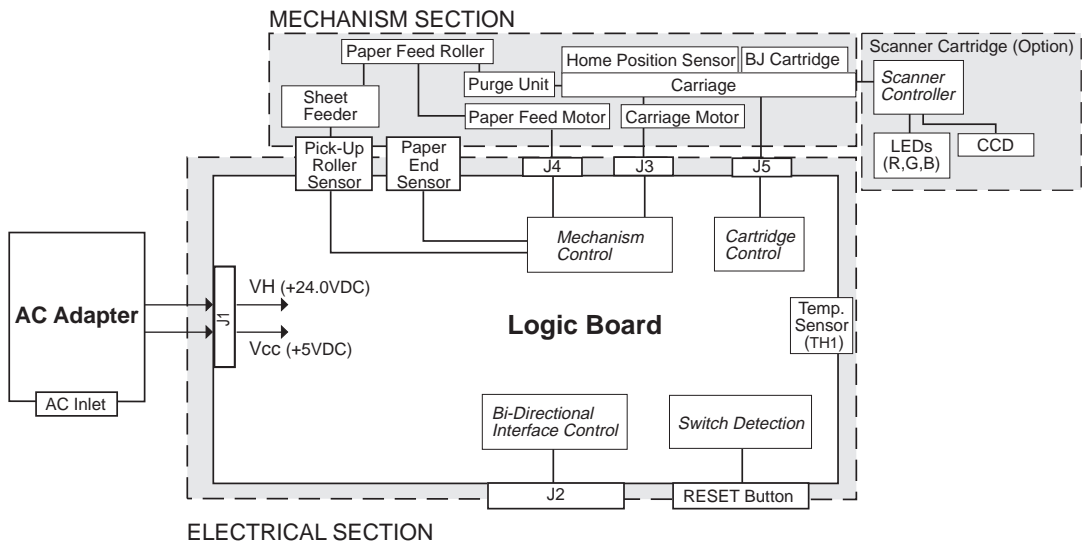 MECHANISM SECTION
Paper Feed Roller
Home Position Sensor
BJ Cartridge
Purge Unit
Carriage
Sheet
Feeder
Paper Feed Motor
Carriage Motor
Scanner Cartridge (Option)
Scanner
Controller
LEDs
(R,G,B)
CCD
Pick-Up
Roller
Sensor
Paper
End
Sensor
J4
J3
J5
Mechanism
Control
Cartridge
Control
AC Adapter
AC Inlet
J1
VH (+24.0VDC)
Vcc (+5VDC)
Logic Board
Temp.
Sensor
(TH1)
Bi-Directional
Interface Control
Switch Detection
J2
RESET Button
ELECTRICAL SECTION